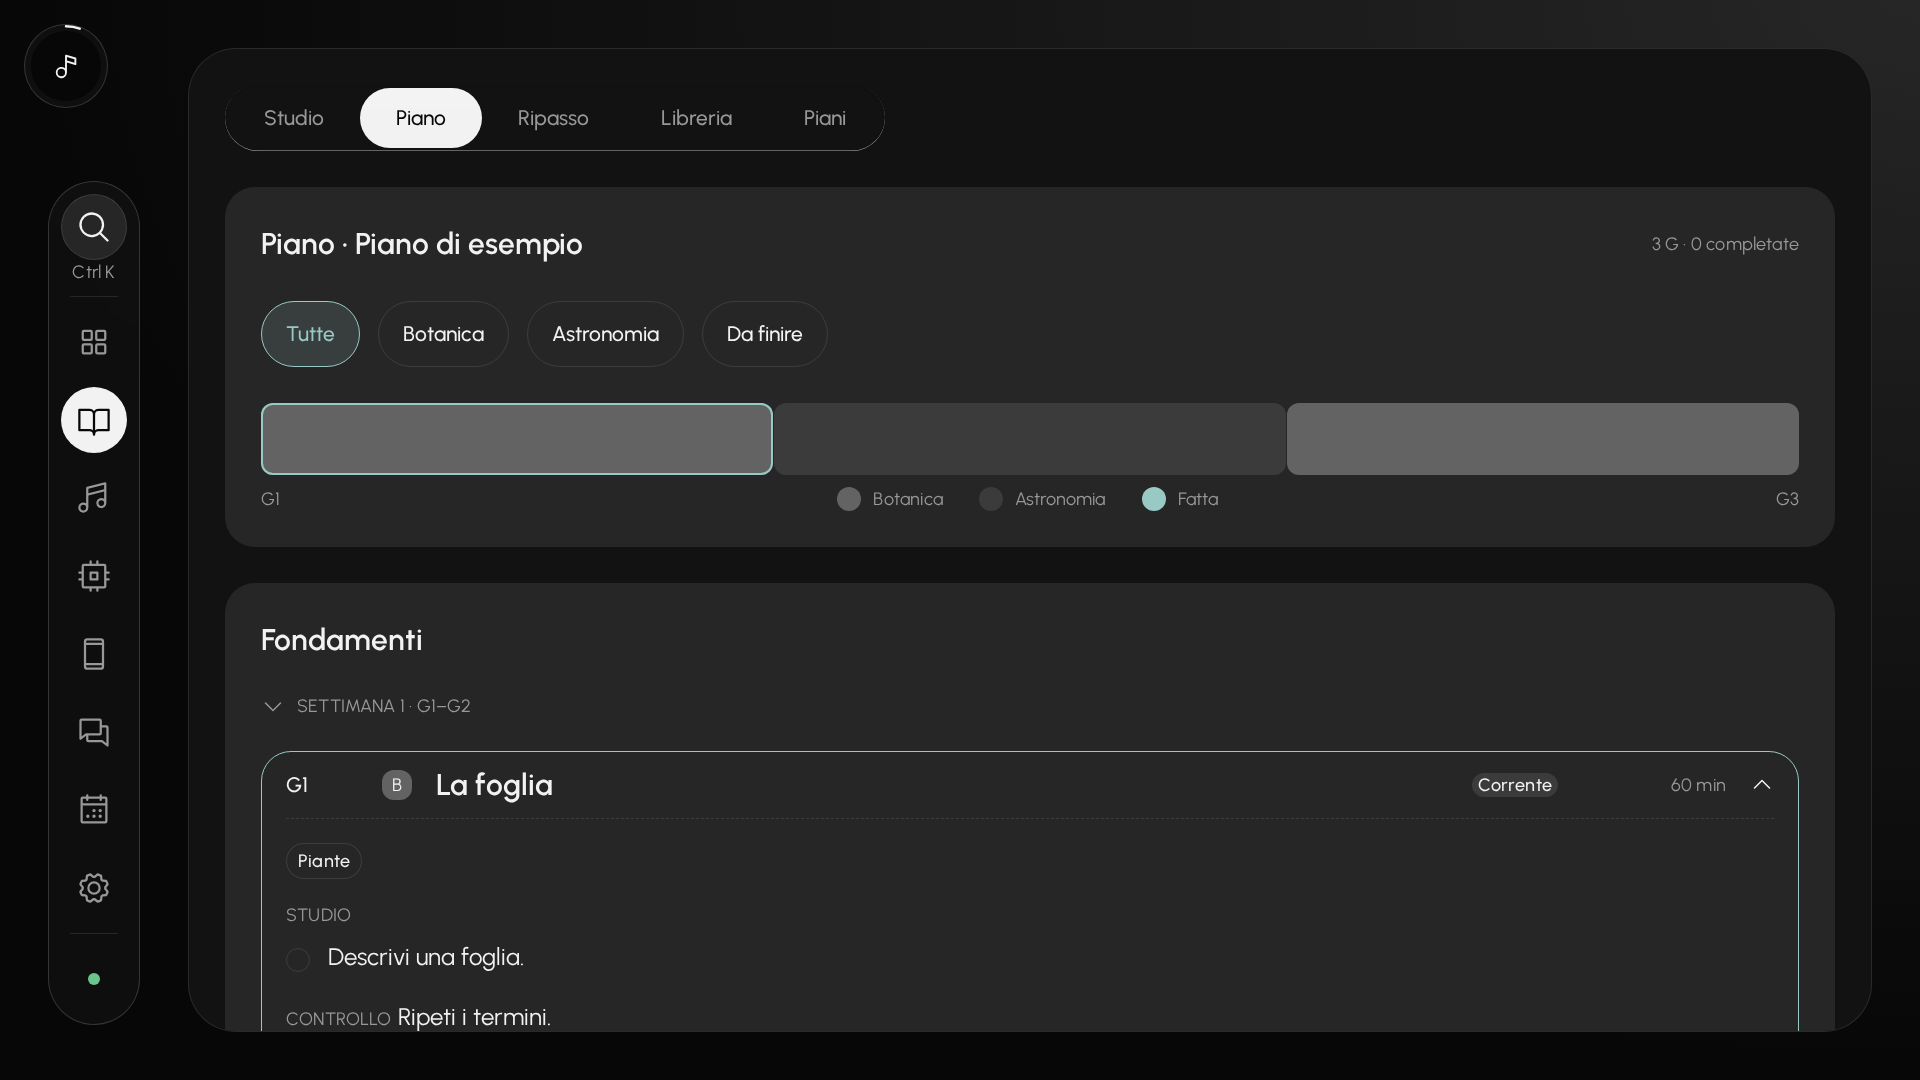 Studio Piano Ripasso Libreria Piani
Ctrl K
Piano · Piano di esempio
3 G · 0 completate
Tutte Botanica Astronomia Da finire
G1 Botanica Astronomia Fatta G3
Fondamenti
SETTIMANA 1 · G1–G2
G1 B La foglia Corrente 60 min
Piante
STUDIO
Descrivi una foglia.
CONTROLLO Ripeti i termini.